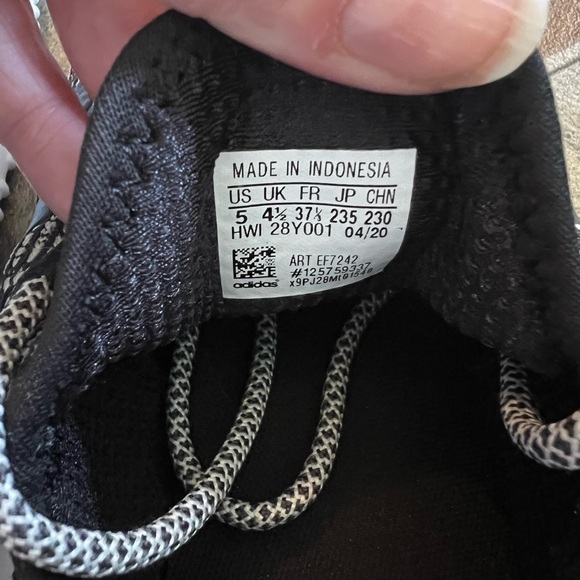 MADE IN INDONESIA
US UK FR JP CHN
5 4½ 37⅓ 235 230
HWI 28Y001 04/20
ART EF7242
#125759337
adidas